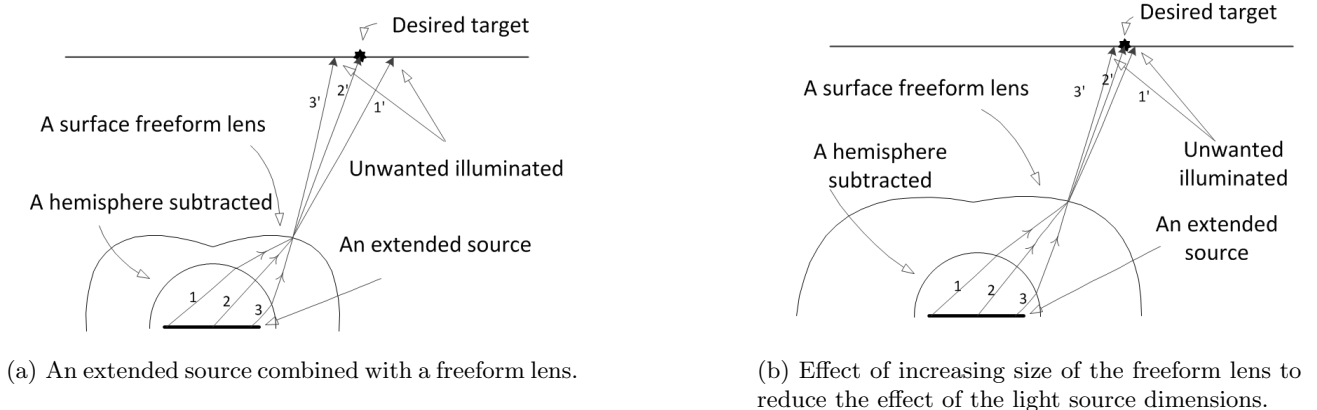 Desired target
3'
2'
1'
A surface freeform lens
Unwanted illuminated
A hemisphere subtracted
An extended source
1
2
3
(a) An extended source combined with a freeform lens.
Desired target
A surface freeform lens
3'
2'
1'
A hemisphere
subtracted
Unwanted
illuminated
An extended
source
1
2
3
(b) Effect of increasing size of the freeform lens to
reduce the effect of the light source dimensions.